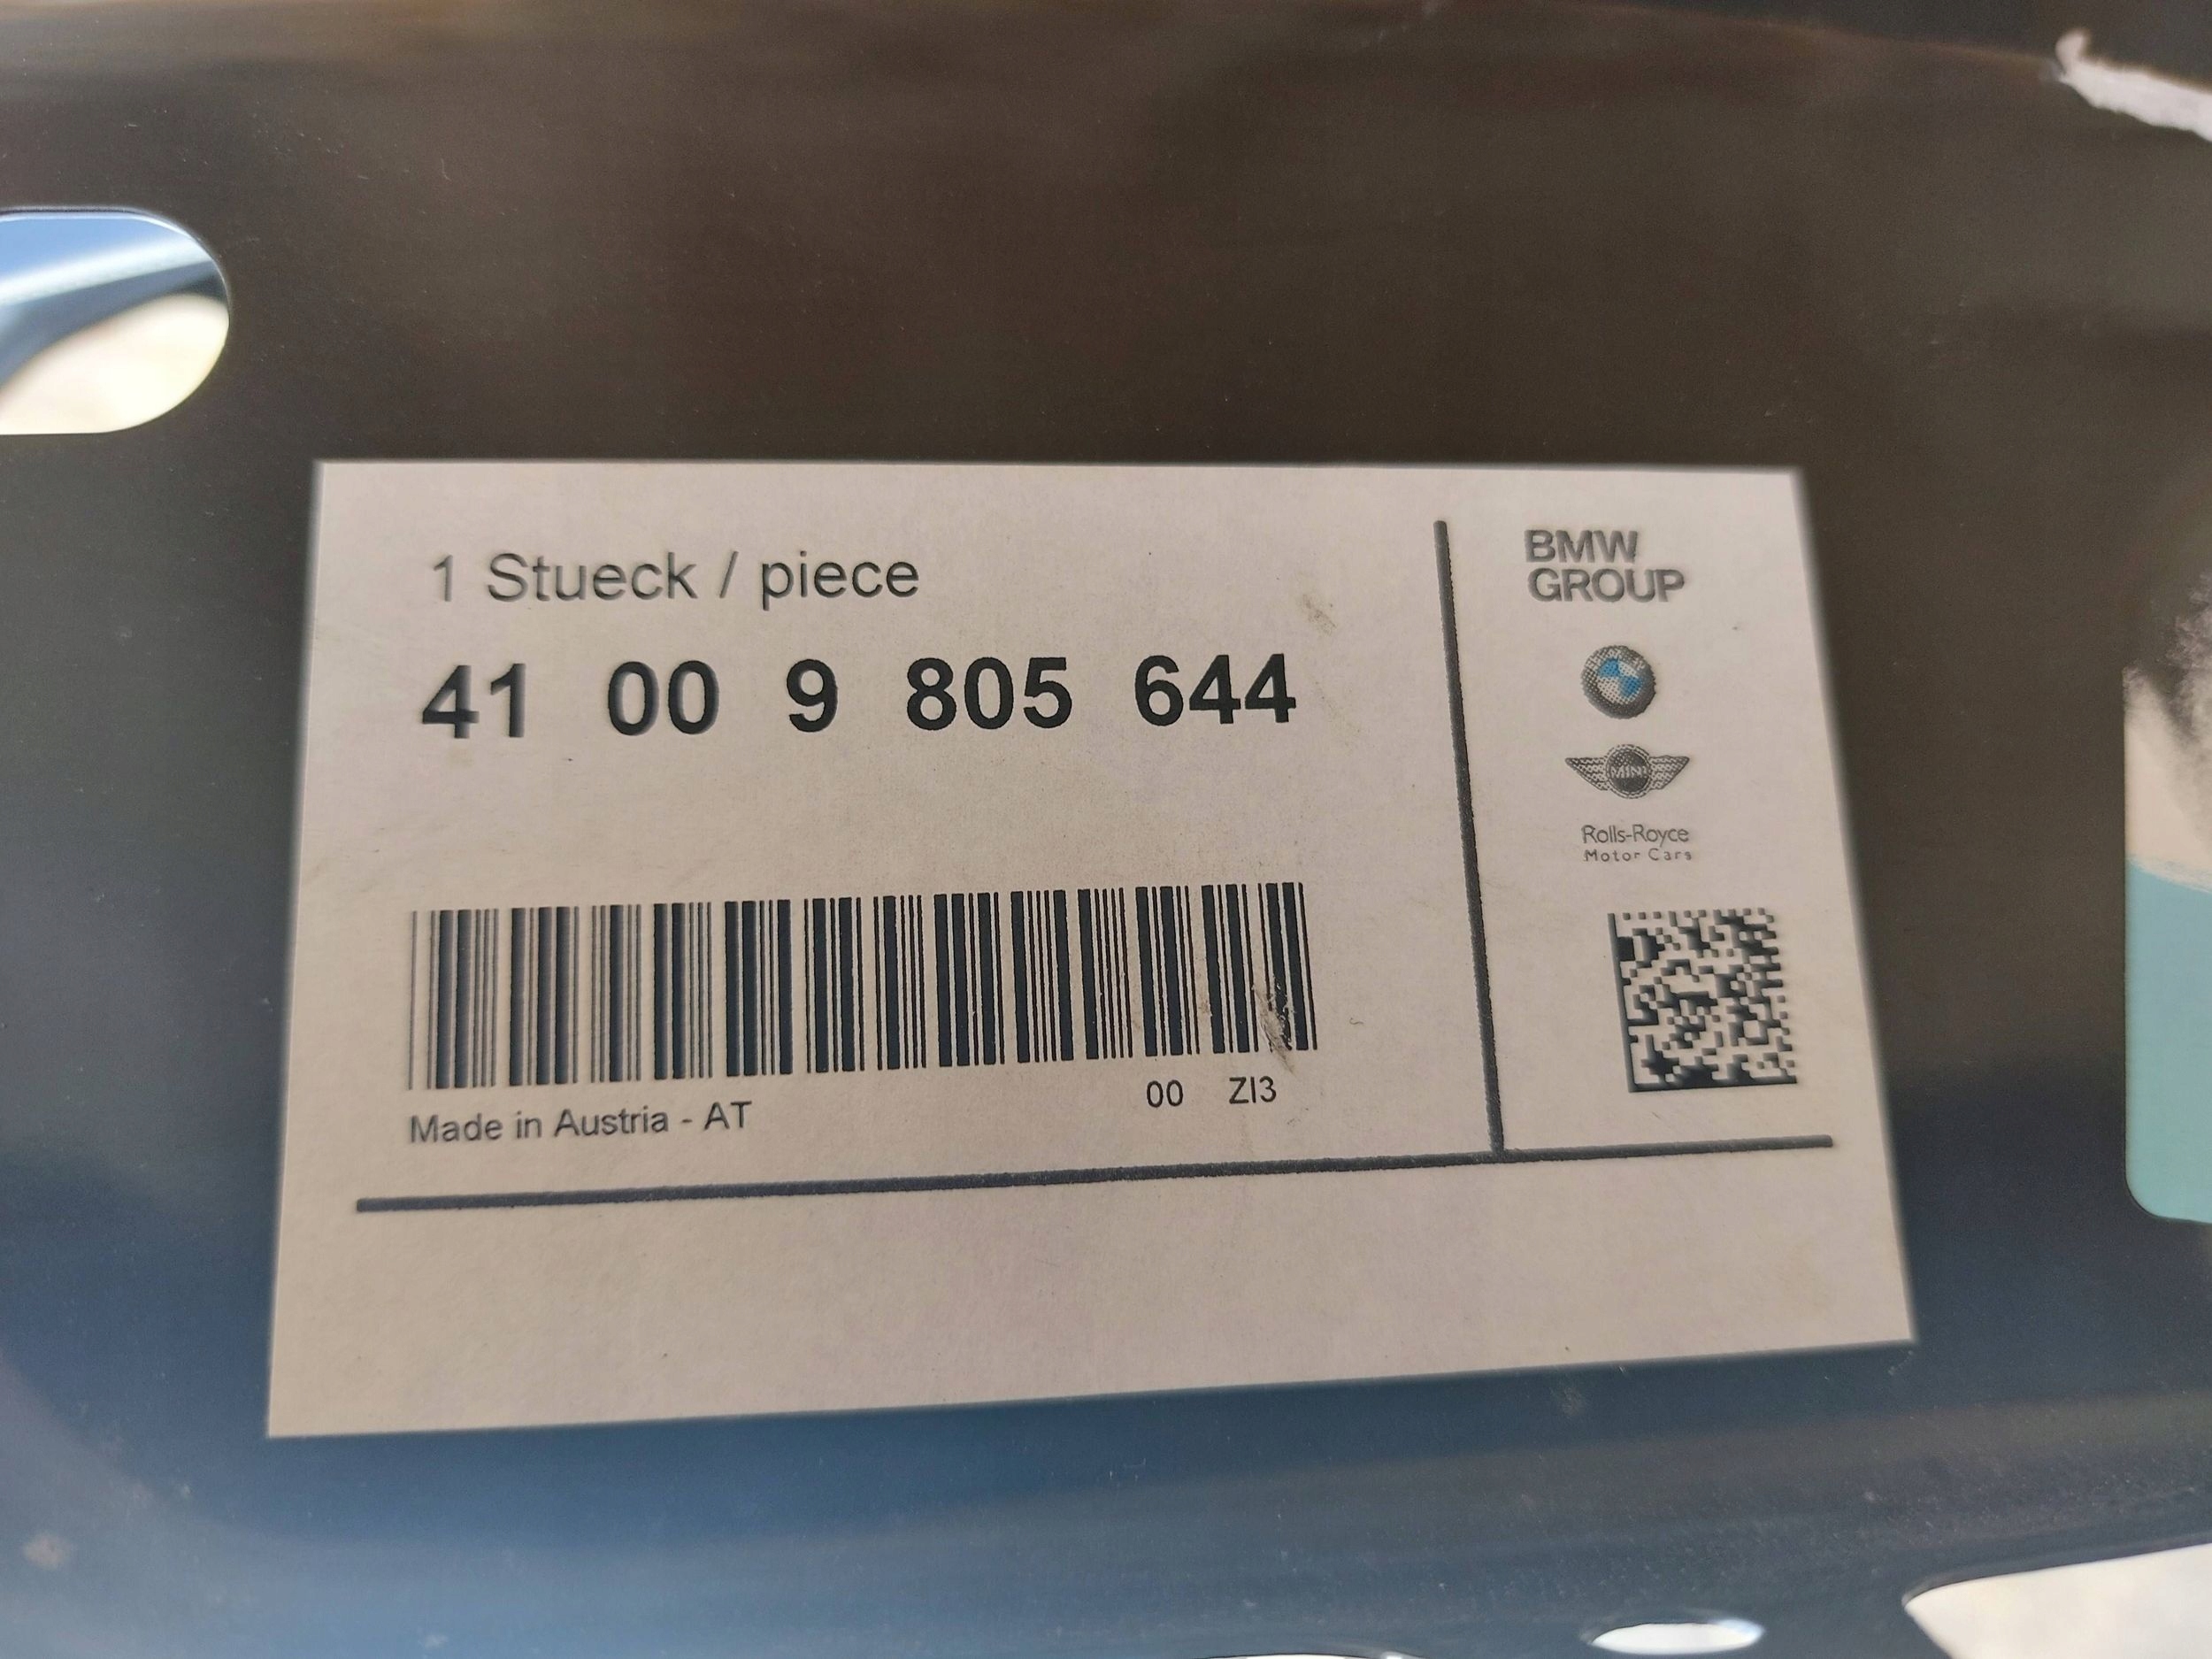 1 Stueck / piece
41 00 9 805 644
00 ZI3
Made in Austria - AT
BMW
GROUP
MINI
Rolls-Royce
Motor Cars